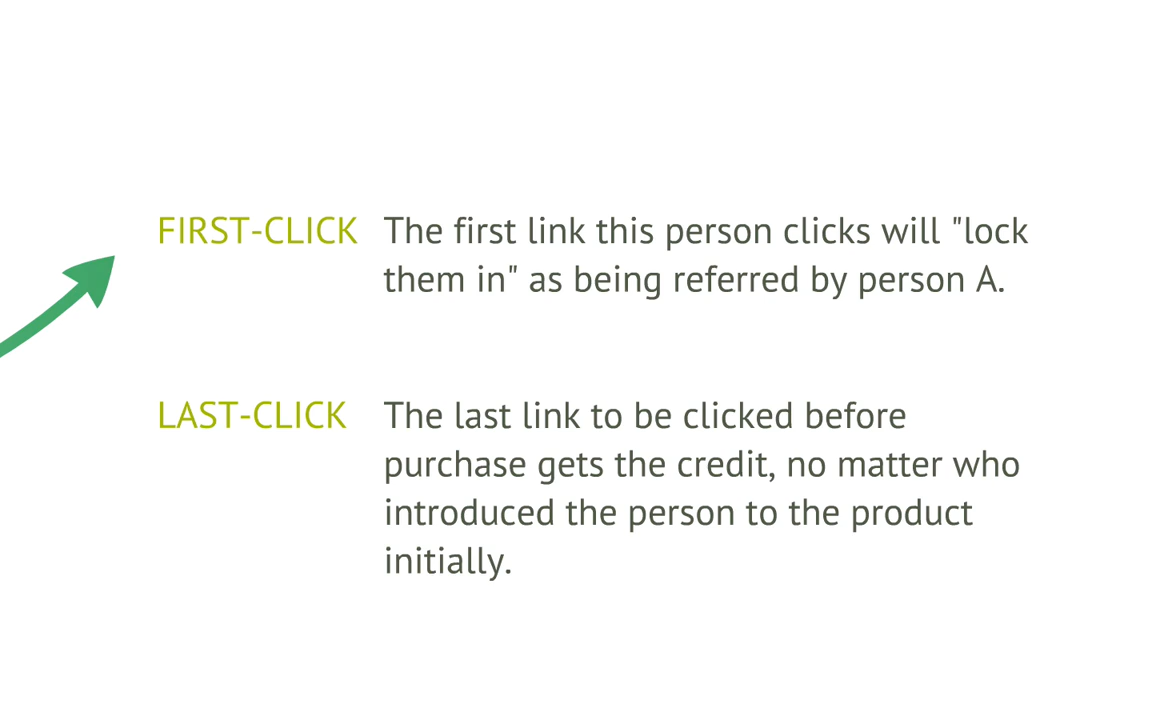 FIRST-CLICK The first link this person clicks will "lock
them in" as being referred by person A.
LAST-CLICK The last link to be clicked before
purchase gets the credit, no matter who
introduced the person to the product
initially.